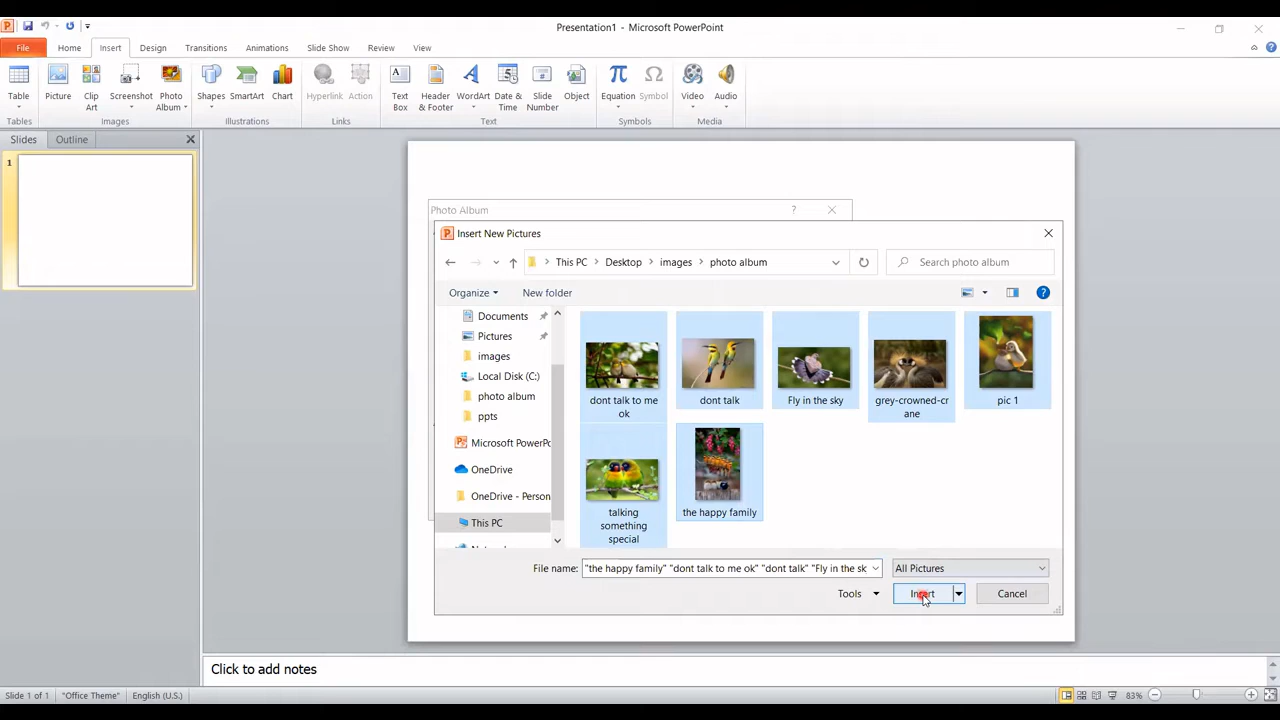 Presentation1 - Microsoft PowerPoint
File Home Insert Design Transitions Animations Slide Show Review View
Table Picture Clip Art Screenshot Photo Album Shapes SmartArt Chart Hyperlink Action Text Box Header & Footer WordArt Date & Time Slide Number Object Equation Symbol Video Audio
Tables Images Illustrations Links Text Symbols Media
Slides Outline
1
Photo Album ?
Insert New Pictures
This PC Desktop images photo album Search photo album
Organize New folder
Documents
Pictures
images
Local Disk (C:)
photo album
ppts
Microsoft PowerPo
OneDrive
OneDrive - Person
This PC
dont talk to me ok
dont talk
Fly in the sky
grey-crowned-crane
pic 1
talking something special
the happy family
File name: "the happy family" "dont talk to me ok" "dont talk" "Fly in the sk All Pictures
Tools Insert Cancel
Click to add notes
Slide 1 of 1 "Office Theme" English (U.S.) 83%